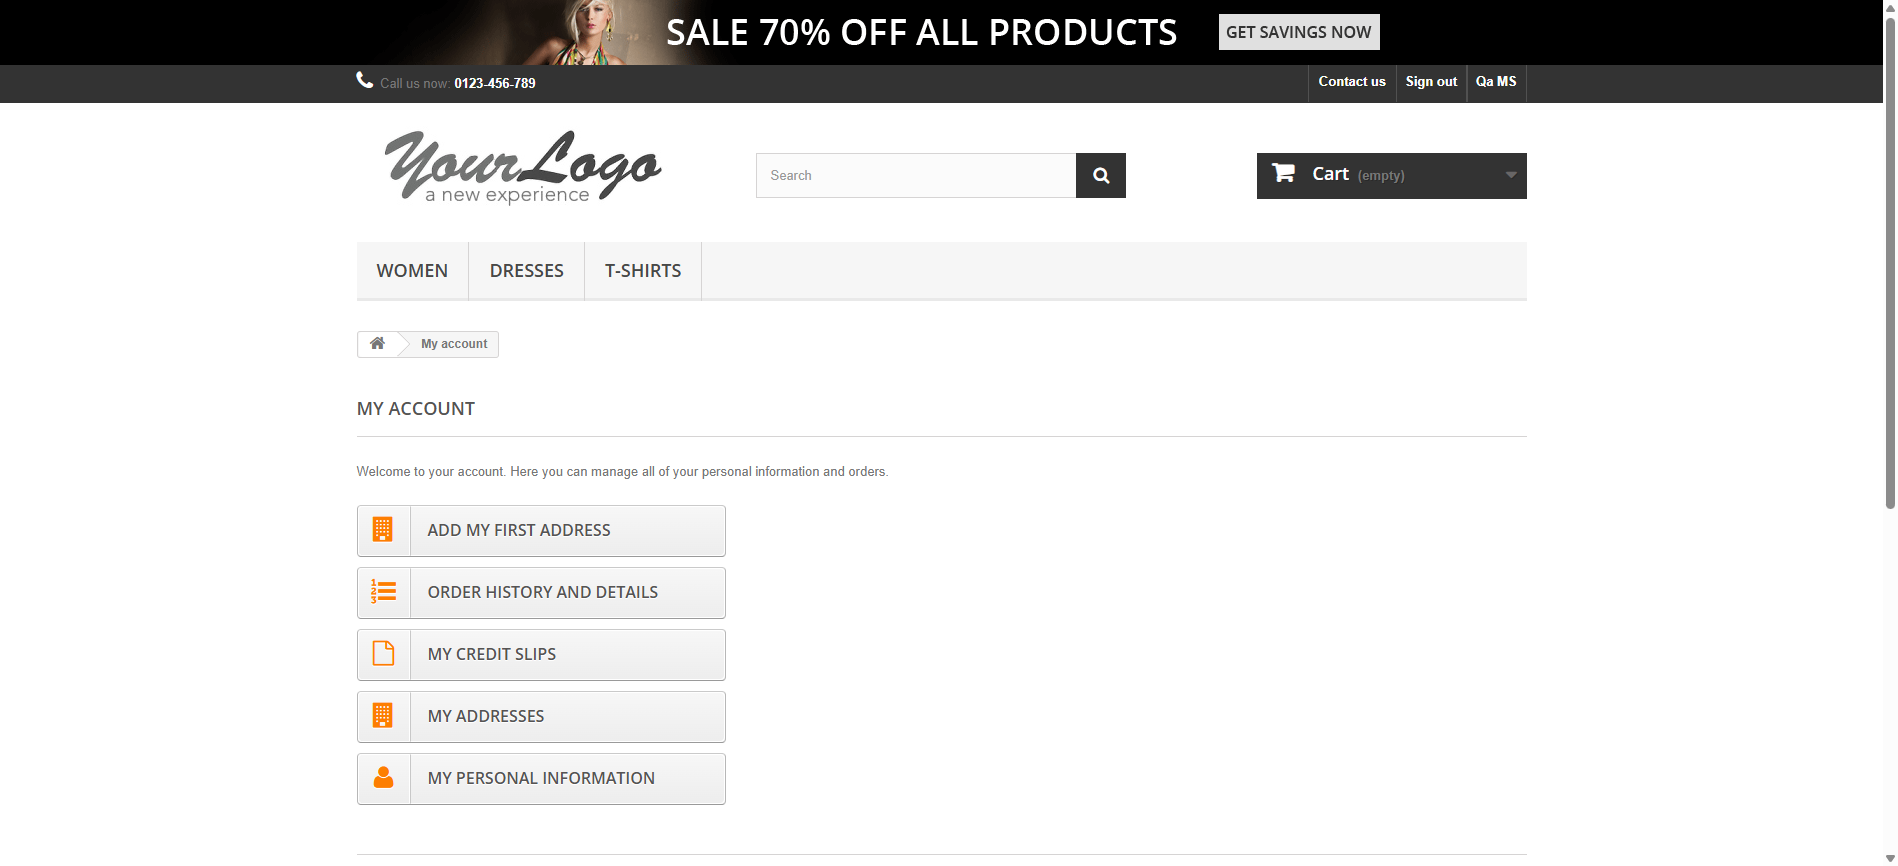 SALE 70% OFF ALL PRODUCTS GET SAVINGS NOW
Call us now: 0123-456-789 Contact us Sign out Qa MS
Your Logo
a new experience
Search
Cart (empty)
WOMEN DRESSES T-SHIRTS
My account
MY ACCOUNT
Welcome to your account. Here you can manage all of your personal information and orders.
ADD MY FIRST ADDRESS
1
2
3
ORDER HISTORY AND DETAILS
MY CREDIT SLIPS
MY ADDRESSES
MY PERSONAL INFORMATION